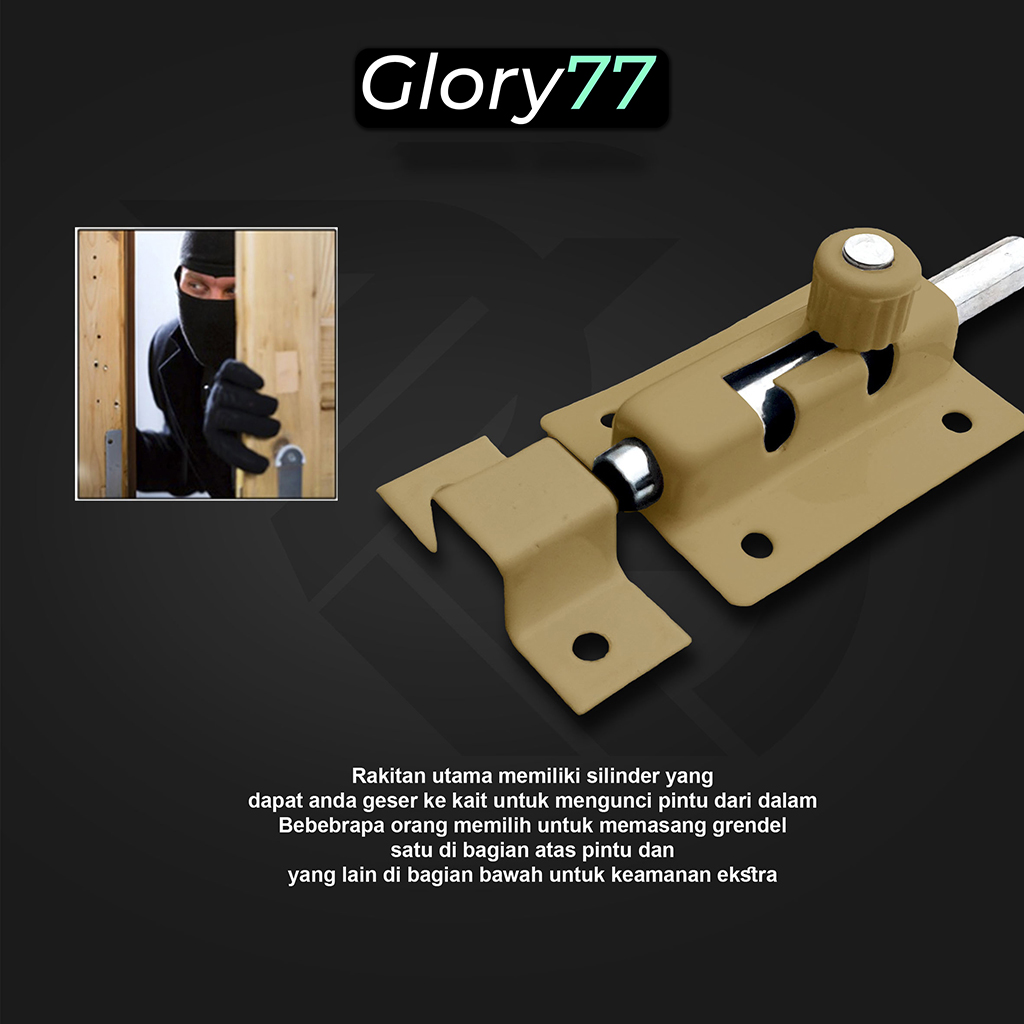 Glory77
Rakitan utama memiliki silinder yang
dapat anda geser ke kait untuk mengunci pintu dari dalam
Bebebrapa orang memilih untuk memasang grendel
satu di bagian atas pintu dan
yang lain di bagian bawah untuk keamanan ekstra